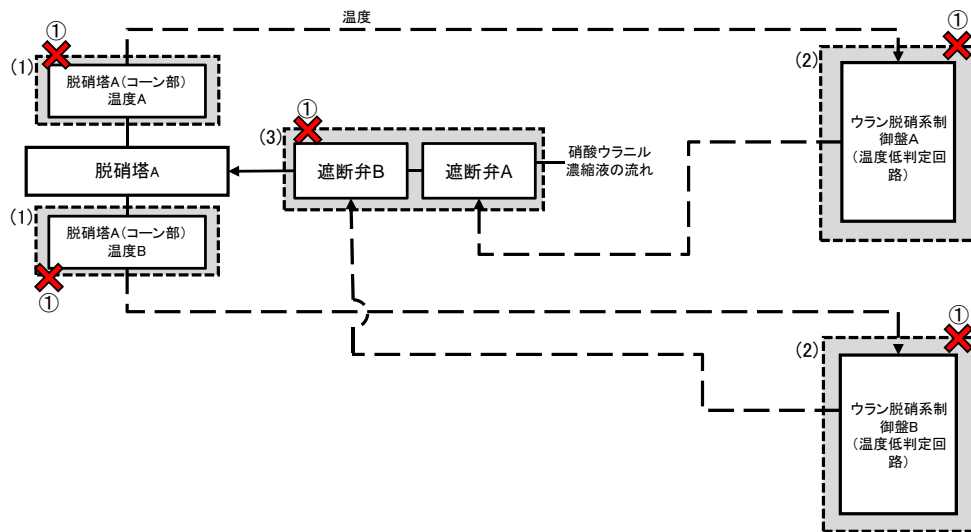 ①
温度
①
(1)
脱硝塔A(コーン部)
温度A
(2)
ウラン脱硝系制
御盤A
(温度低判定回
路)
①
(3)
遮断弁B
遮断弁A
硝酸ウラニル
濃縮液の流れ
脱硝塔A
(1)
脱硝塔A(コーン部)
温度B
①
①
(2)
ウラン脱硝系制
御盤B
(温度低判定回
路)